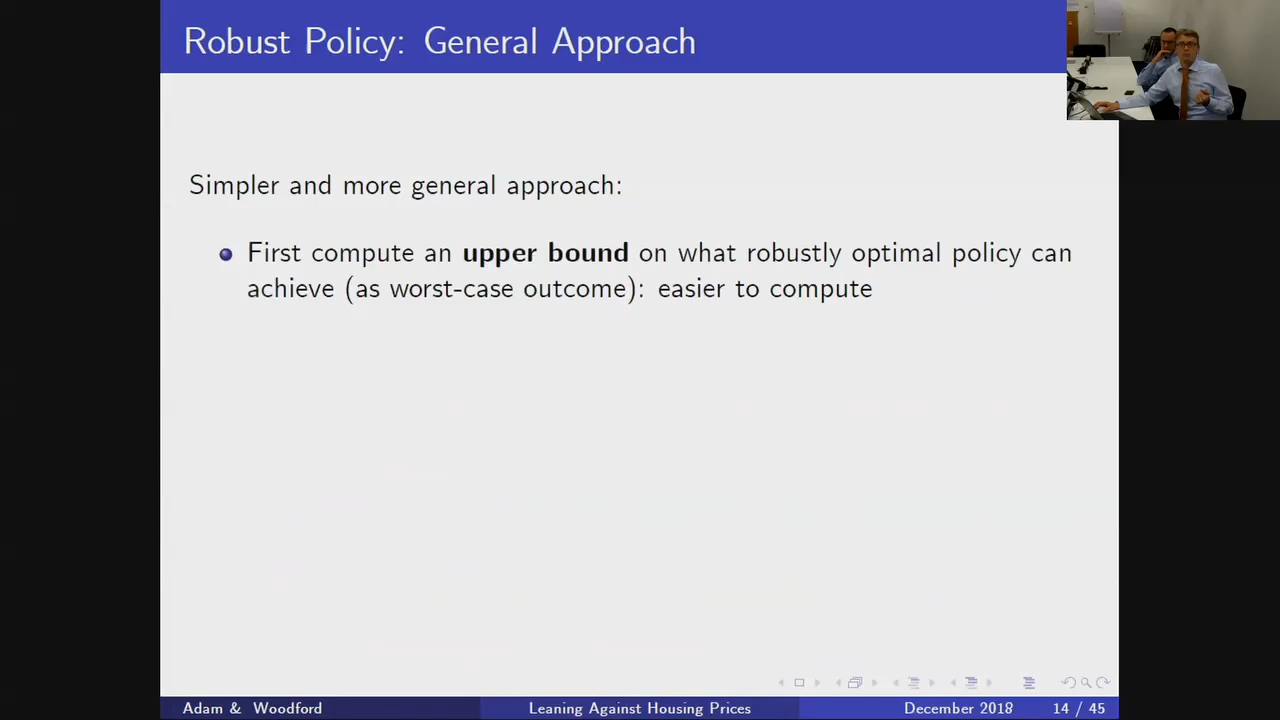 Robust Policy: General Approach
Simpler and more general approach:
First compute an upper bound on what robustly optimal policy can
achieve (as worst-case outcome): easier to compute
Adam & Woodford
Leaning Against Housing Prices
December 2018
14 / 45